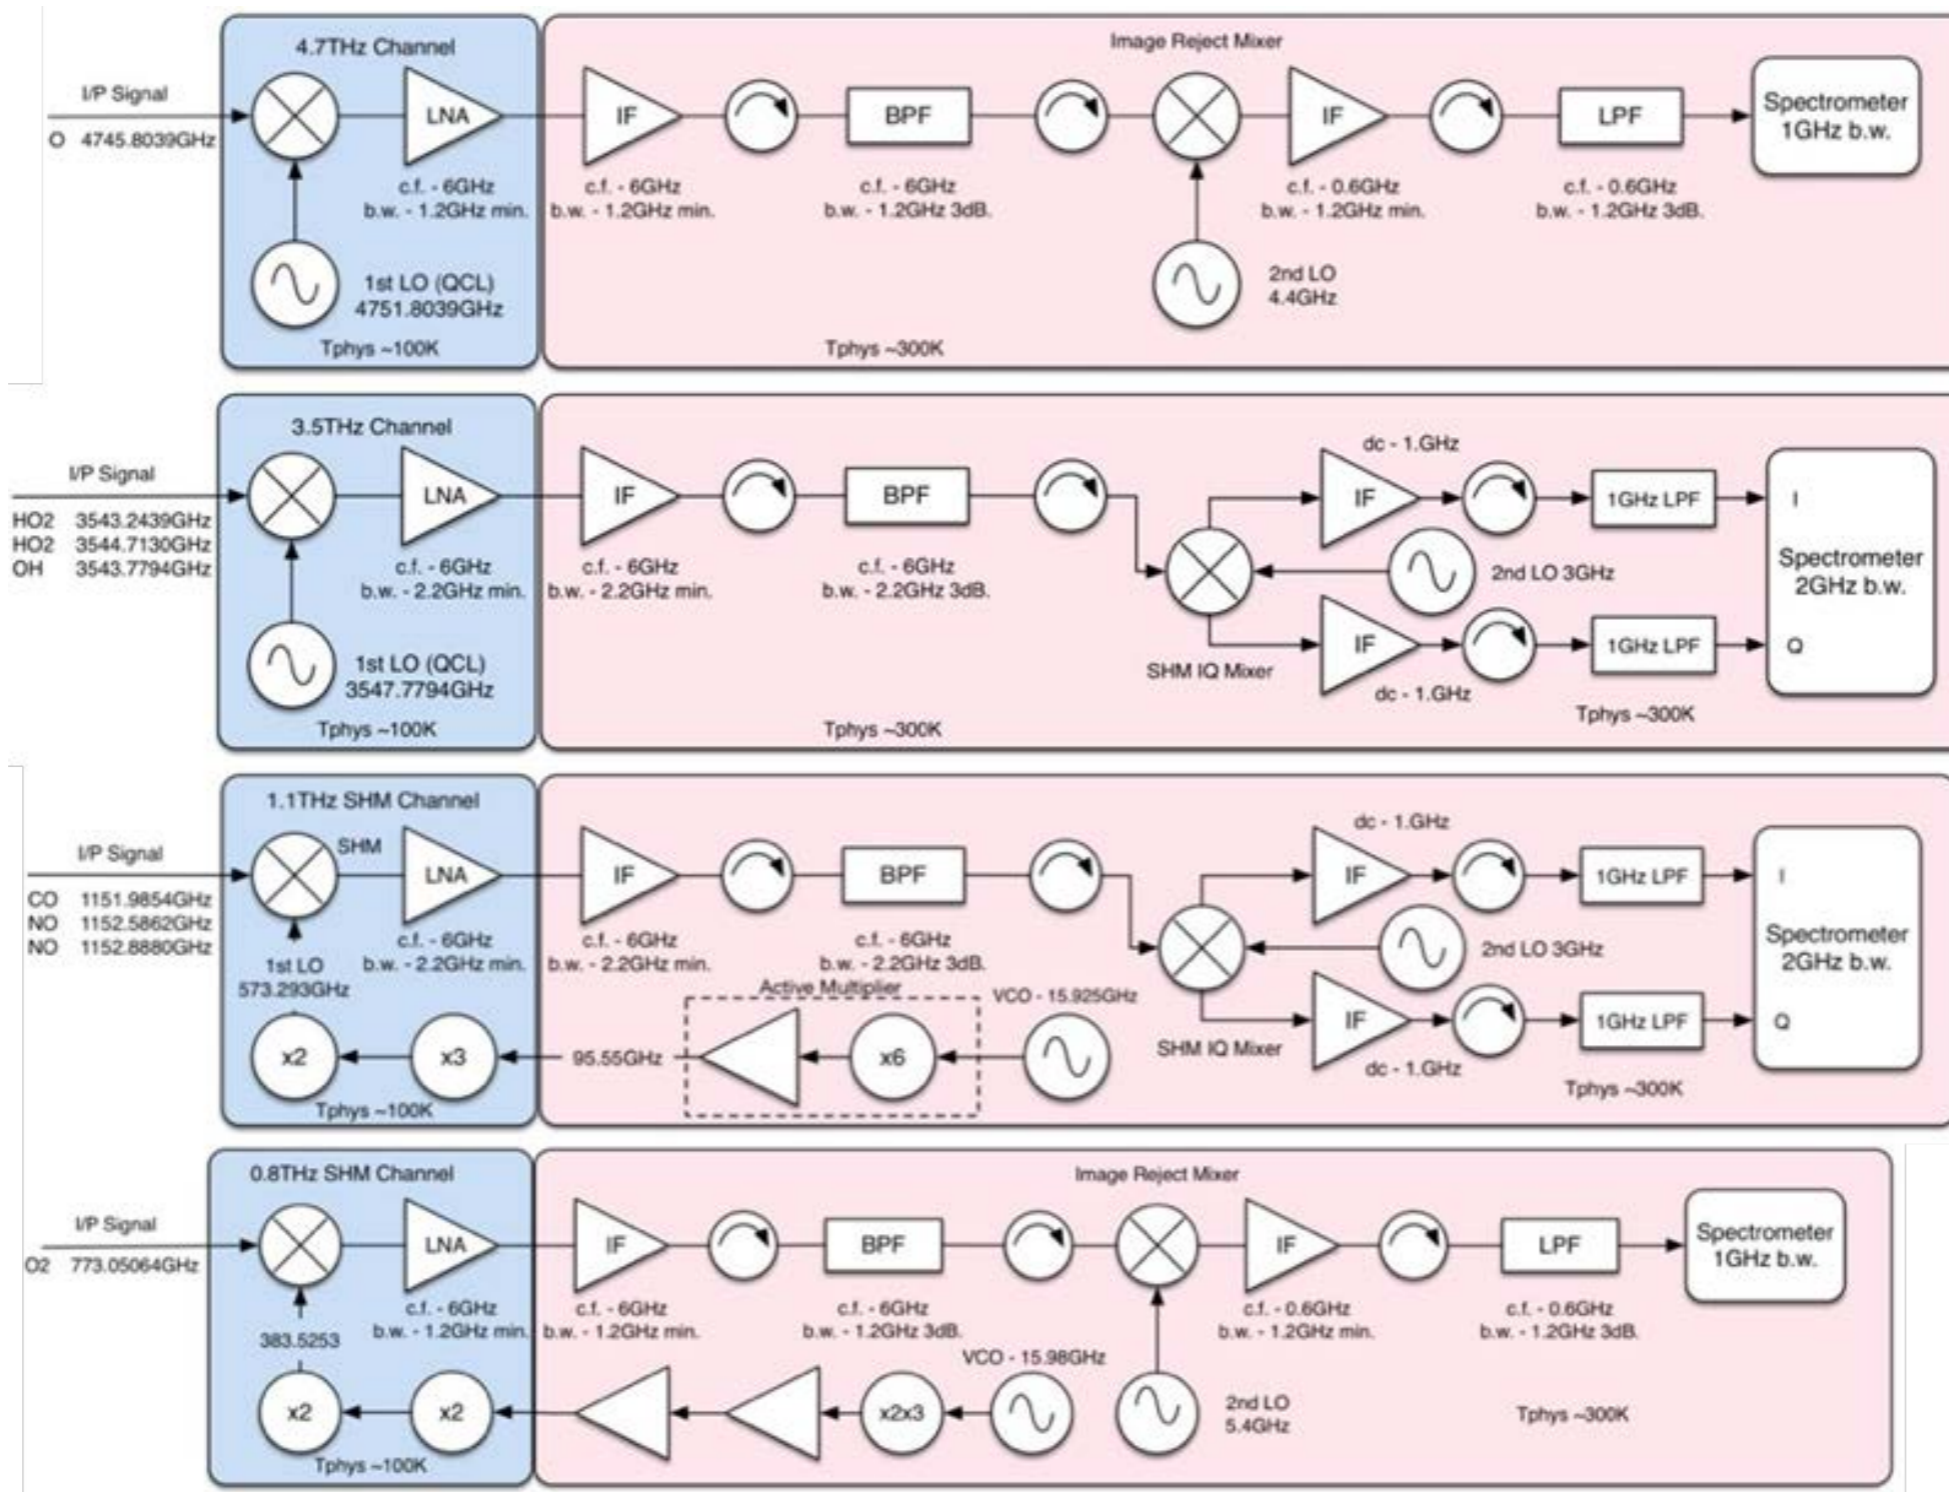 4.7THz Channel
Image Reject Mixer
I/P Signal
O 4745.8039GHz
LNA
IF
BPF
IF
LPF
Spectrometer
1GHz b.w.
c.f. - 6GHz
b.w. - 1.2GHz min.
c.f. - 6GHz
b.w. - 1.2GHz min.
c.f. - 6GHz
b.w. - 1.2GHz 3dB.
c.f. - 0.6GHz
b.w. - 1.2GHz min.
c.f. - 0.6GHz
b.w. - 1.2GHz 3dB.
1st LO (QCL)
4751.8039GHz
2nd LO
4.4GHz
Tphys ~100K
Tphys ~300K
3.5THz Channel
I/P Signal
HO2 3543.2439GHz
HO2 3544.7130GHz
OH 3543.7794GHz
LNA
IF
BPF
c.f. - 6GHz
b.w. - 2.2GHz min.
c.f. - 6GHz
b.w. - 2.2GHz min.
c.f. - 6GHz
b.w. - 2.2GHz 3dB.
dc - 1.GHz
IF
1GHz LPF
I
2nd LO 3GHz
Spectrometer
2GHz b.w.
SHM IQ Mixer
IF
1GHz LPF
Q
dc - 1.GHz
1st LO (QCL)
3547.7794GHz
Tphys ~100K
Tphys ~300K
Tphys ~300K
1.1THz SHM Channel
I/P Signal
CO 1151.9854GHz
NO 1152.5862GHz
NO 1152.8880GHz
SHM
LNA
IF
BPF
c.f. - 6GHz
b.w. - 2.2GHz min.
c.f. - 6GHz
b.w. - 2.2GHz min.
c.f. - 6GHz
b.w. - 2.2GHz 3dB.
dc - 1.GHz
IF
1GHz LPF
I
2nd LO 3GHz
Spectrometer
2GHz b.w.
SHM IQ Mixer
IF
1GHz LPF
Q
dc - 1.GHz
1st LO
573.293GHz
x2
x3
95.55GHz
Active Multiplier
x6
VCO - 15.925GHz
Tphys ~100K
Tphys ~300K
0.8THz SHM Channel
Image Reject Mixer
I/P Signal
O2 773.05064GHz
LNA
IF
BPF
IF
LPF
Spectrometer
1GHz b.w.
c.f. - 6GHz
b.w. - 1.2GHz min.
c.f. - 6GHz
b.w. - 1.2GHz min.
c.f. - 6GHz
b.w. - 1.2GHz 3dB.
c.f. - 0.6GHz
b.w. - 1.2GHz min.
c.f. - 0.6GHz
b.w. - 1.2GHz 3dB.
383.5253
x2
x2
x2x3
VCO - 15.98GHz
2nd LO
5.4GHz
Tphys ~100K
Tphys ~300K